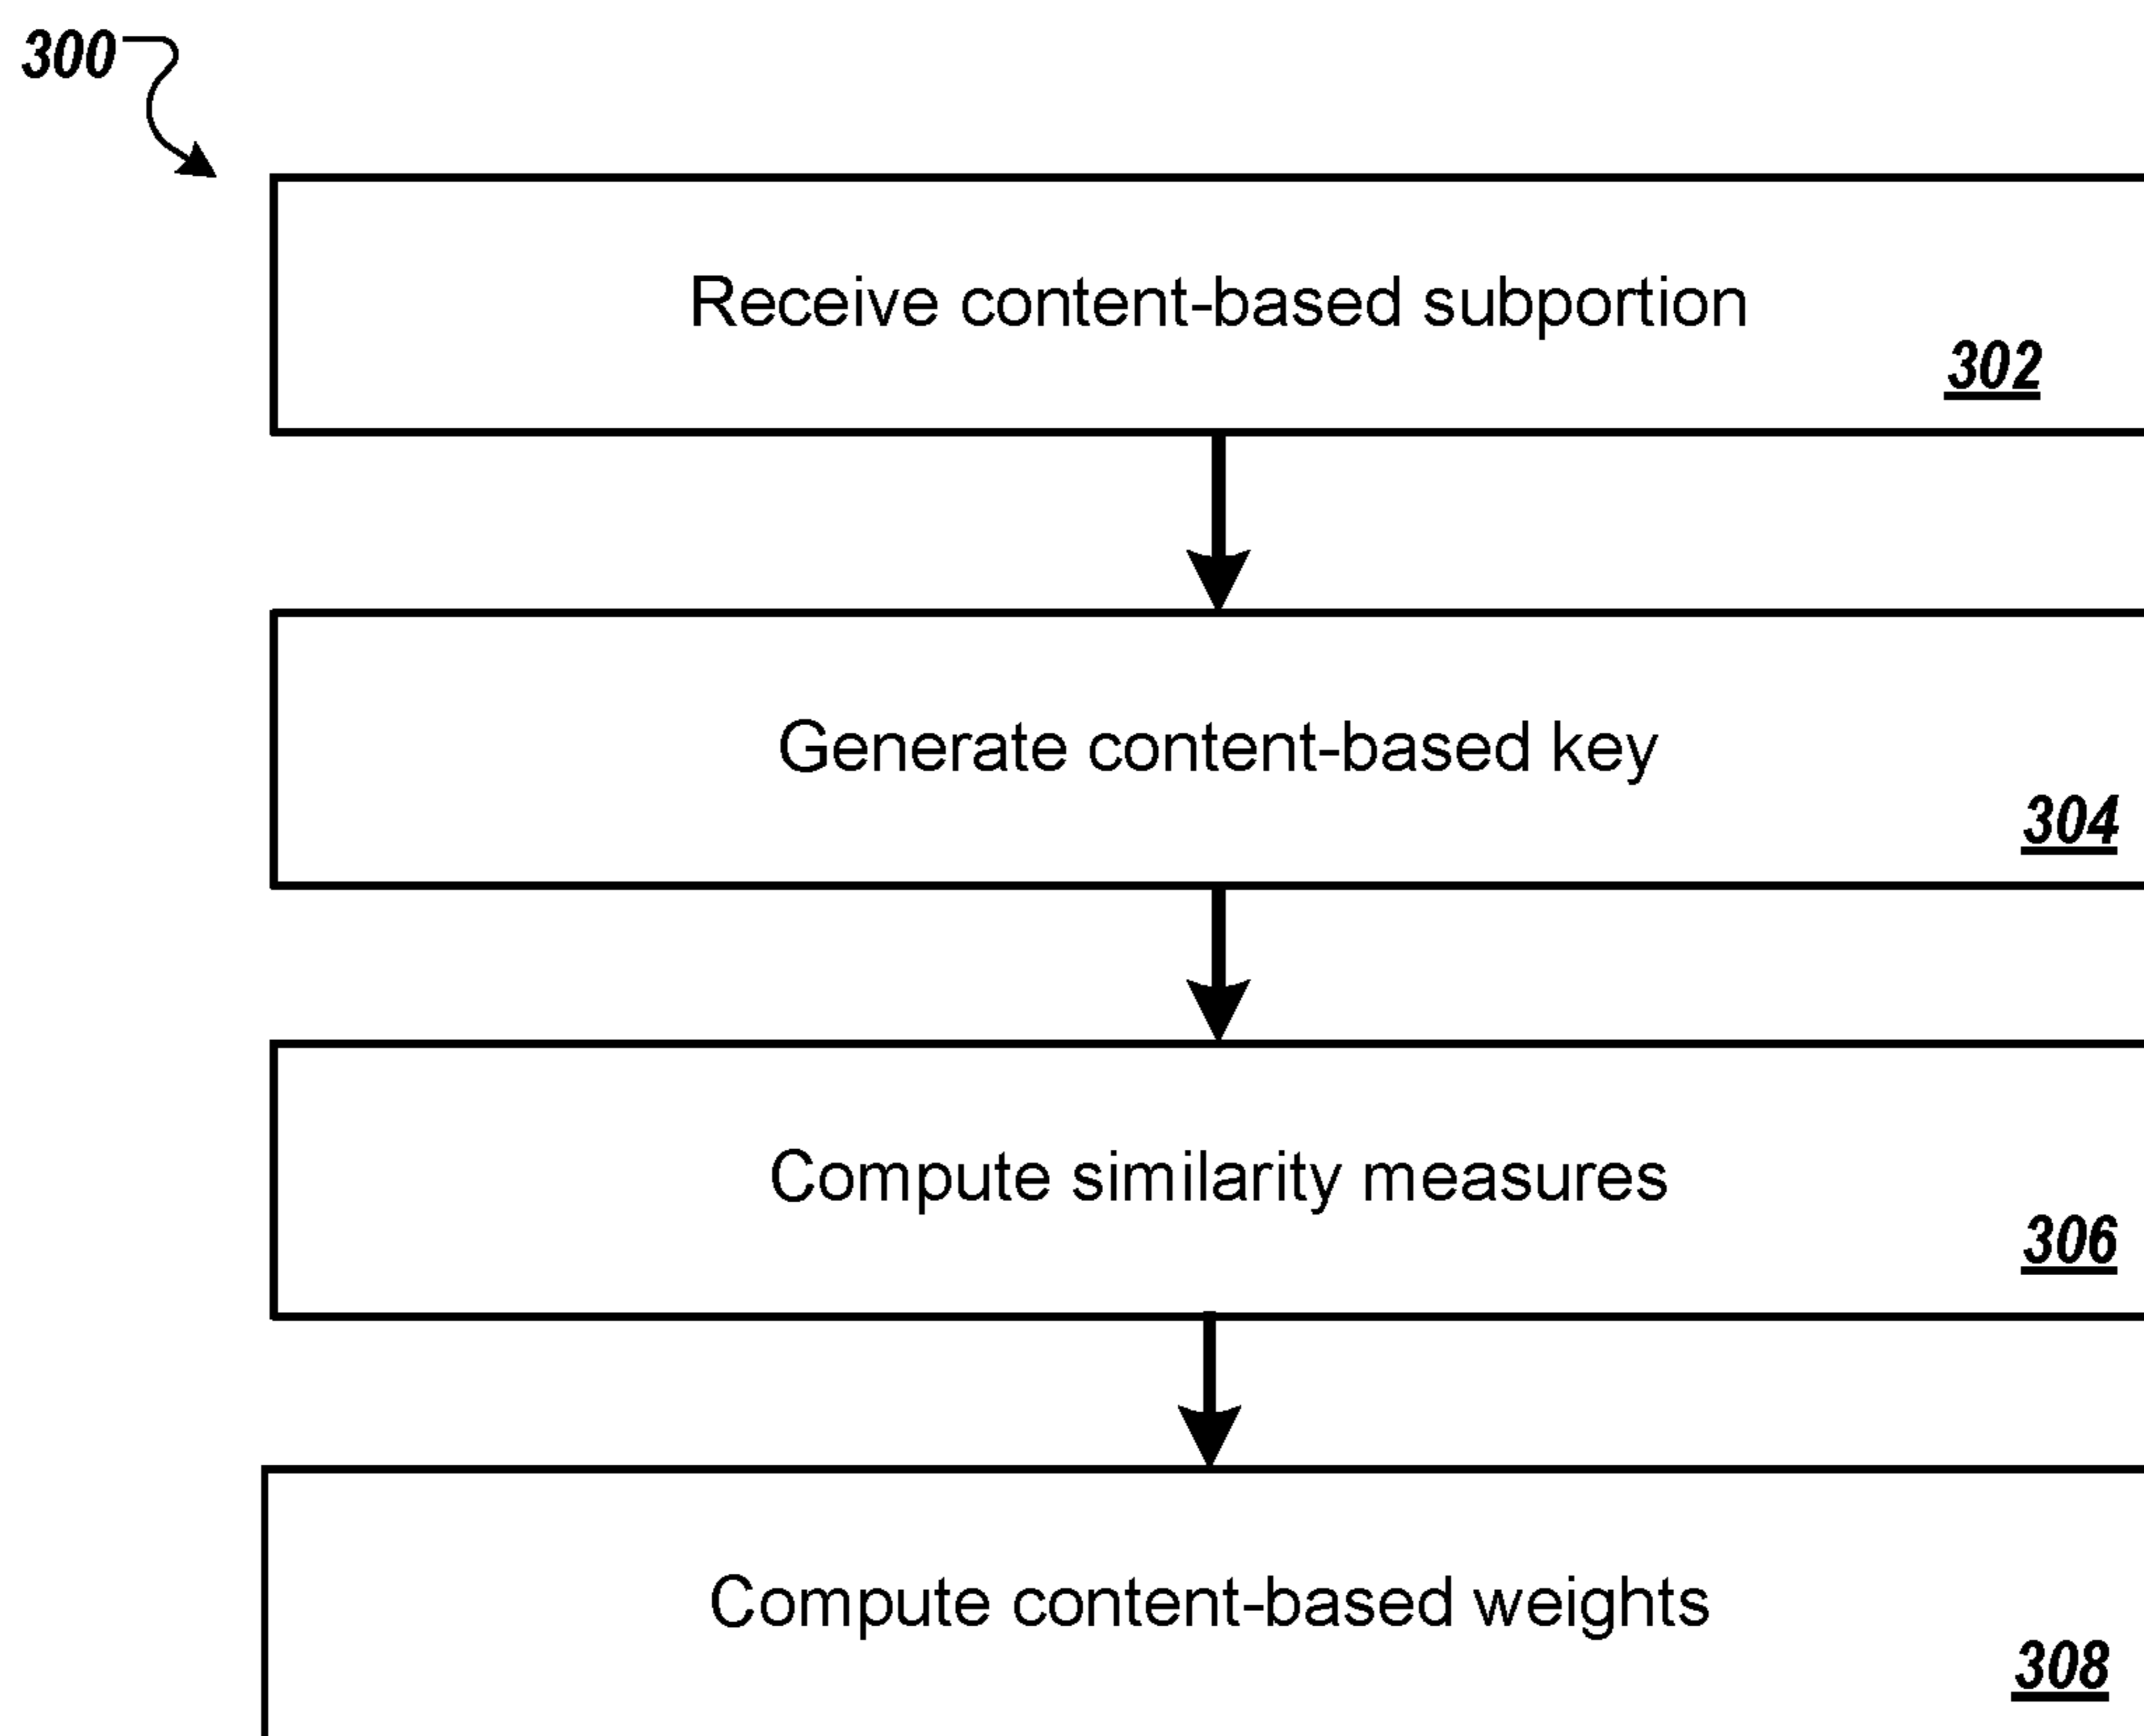 300
Receive content-based subportion
302
Generate content-based key
304
Compute similarity measures
306
Compute content-based weights
308